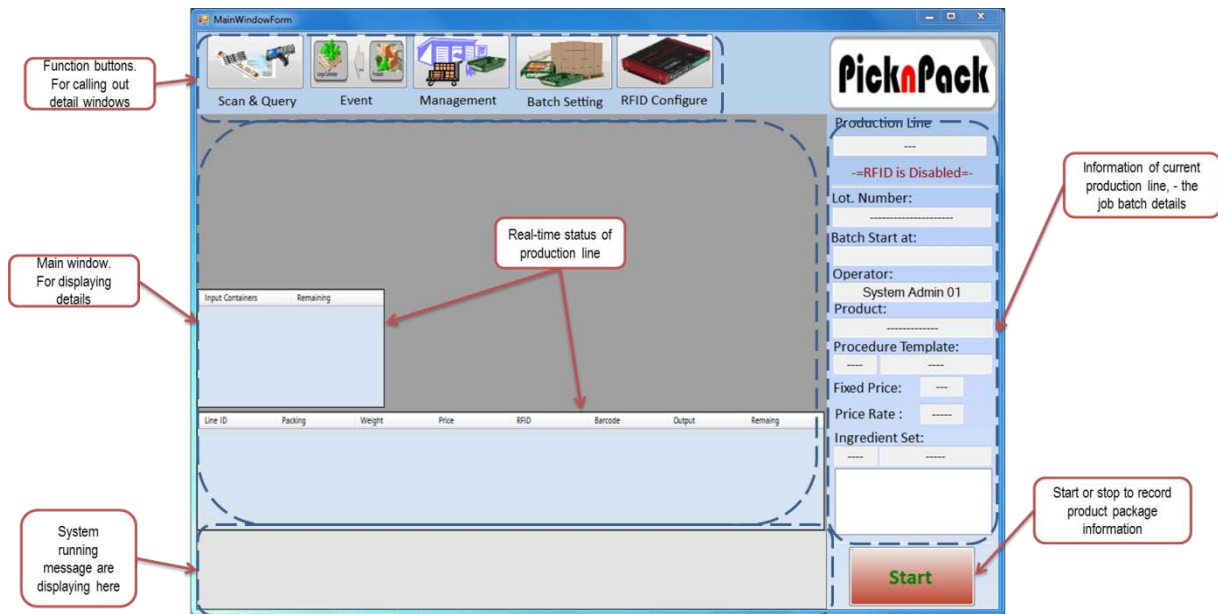 MainWindowForm
Function buttons.
For calling out
detail windows
Scan & Query
Event
Management
Batch Setting
RFID Configure
PicknPack
Production Line
---
-=RFID is Disabled=-
Lot. Number:
--------------------
Batch Start at:
Operator:
System Admin 01
Product:
-------------
Procedure Template:
---- ----
Fixed Price: ---
Price Rate : -----
Ingredient Set:
---- -----
Information of current
production line, - the
job batch details
Real-time status of
production line
Main window.
For displaying
details
Input Containers Remaining
Line ID Packing Weight Price RFID Barcode Output Remaing
System
running
message are
displaying here
Start or stop to record
product package
information
Start